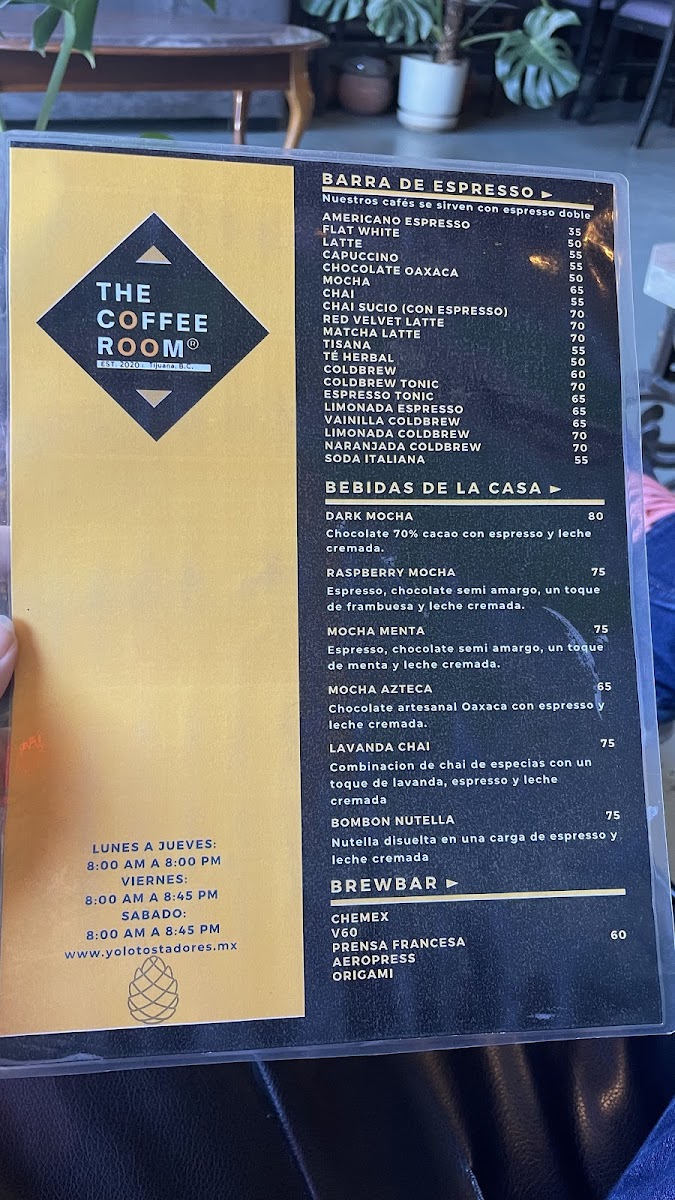 THE
COFFEE
ROOM®
EST. 2020 - Tijuana, B.C.
LUNES A JUEVES:
8:00 AM A 8:00 PM
VIERNES:
8:00 AM A 8:45 PM
SABADO:
8:00 AM A 8:45 PM
www.yolotostadores.mx
BARRA DE ESPRESSO
Nuestros cafés se sirven con espresso doble
AMERICANO ESPRESSO 35
FLAT WHITE 50
LATTE 55
CAPUCCINO 55
CHOCOLATE OAXACA 50
MOCHA 65
CHAI 55
CHAI SUCIO (CON ESPRESSO) 70
RED VELVET LATTE 70
MATCHA LATTE 70
TISANA 55
TÉ HERBAL 50
COLDBREW 60
COLDBREW TONIC 70
ESPRESSO TONIC 65
LIMONADA ESPRESSO 65
VAINILLA COLDBREW 65
LIMONADA COLDBREW 70
NARANJADA COLDBREW 70
SODA ITALIANA 55
BEBIDAS DE LA CASA
DARK MOCHA 80
Chocolate 70% cacao con espresso y leche
cremada.
RASPBERRY MOCHA 75
Espresso, chocolate semi amargo, un toque
de frambuesa y leche cremada.
MOCHA MENTA 75
Espresso, chocolate semi amargo, un toque
de menta y leche cremada.
MOCHA AZTECA 65
Chocolate artesanal Oaxaca con espresso y
leche cremada.
LAVANDA CHAI 75
Combinacion de chai de especias con un
toque de lavanda, espresso y leche
cremada
BOMBON NUTELLA 75
Nutella disuelta en una carga de espresso y
leche cremada
BREWBAR
CHEMEX
V60
PRENSA FRANCESA 60
AEROPRESS
ORIGAMI